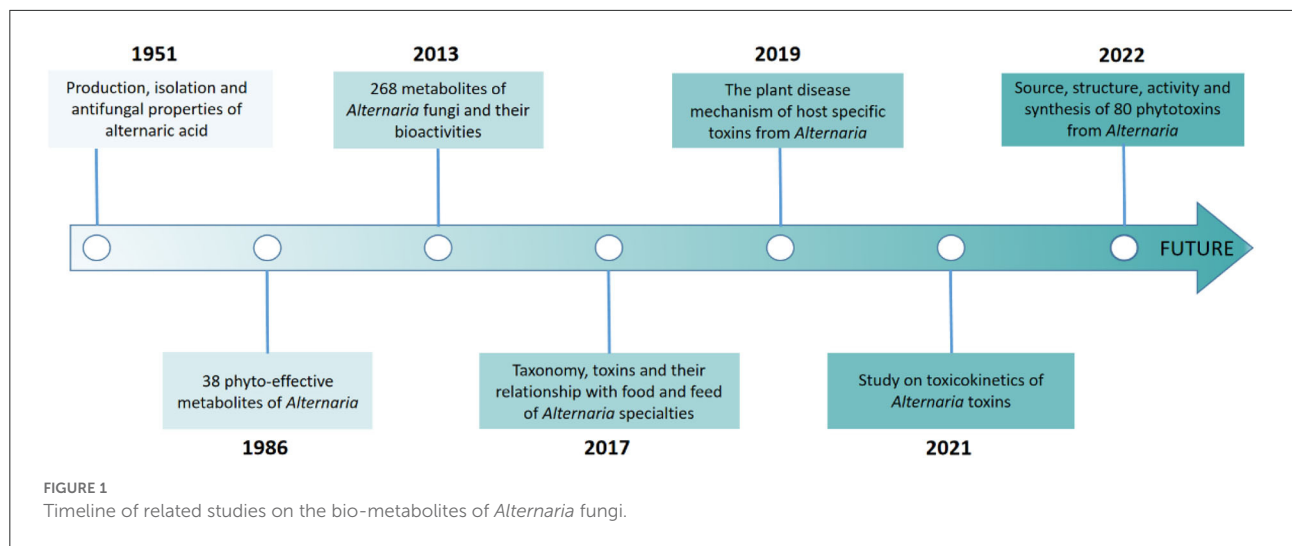 1951
Production, isolation and
antifungal properties of
alternaric acid
2013
268 metabolites of
Alternaria fungi and their
bioactivities
2019
The plant disease
mechanism of host specific
toxins from Alternaria
2022
Source, structure, activity and
synthesis of 80 phytotoxins
from Alternaria
FUTURE
38 phyto-effective
metabolites of Alternaria
1986
Taxonomy, toxins and their
relationship with food and feed
of Alternaria specialties
2017
Study on toxicokinetics of
Alternaria toxins
2021
FIGURE 1
Timeline of related studies on the bio-metabolites of Alternaria fungi.